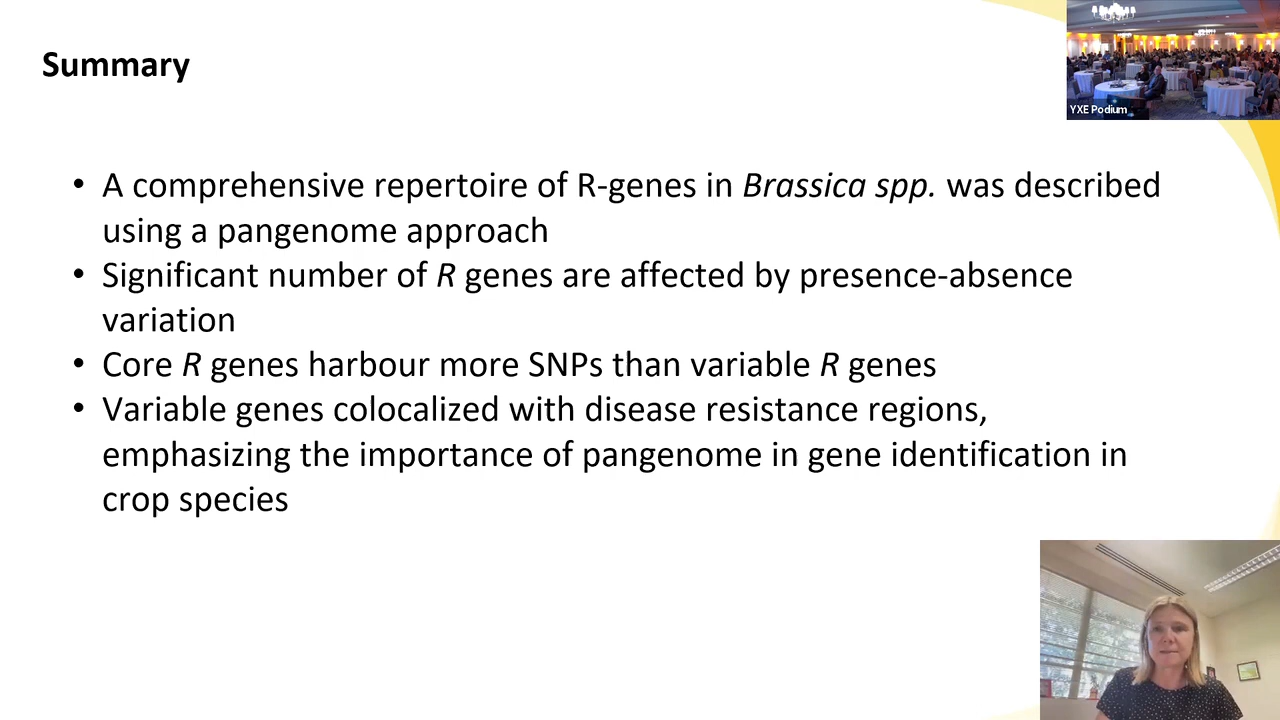 Summary
YXE Podium
• A comprehensive repertoire of R-genes in Brassica spp. was described
using a pangenome approach
• Significant number of R genes are affected by presence-absence
variation
• Core R genes harbour more SNPs than variable R genes
• Variable genes colocalized with disease resistance regions,
emphasizing the importance of pangenome in gene identification in
crop species